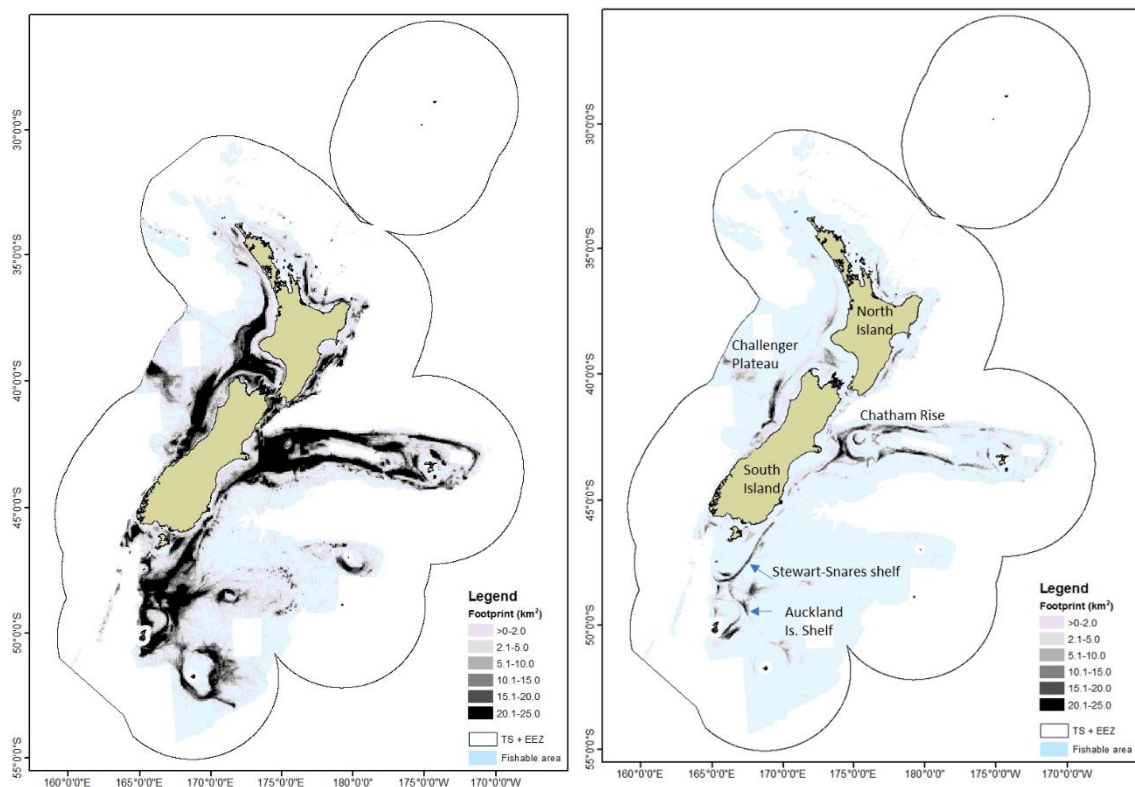 30°0'0"S
35°0'0"S
40°0'0"S
45°0'0"S
50°0'0"S
55°0'0"S
Legend
Footprint (km²)
>0-2.0
2.1-5.0
5.1-10.0
10.1-15.0
15.1-20.0
20.1-25.0
TS + EEZ
Fishable area
160°0'0"E
165°0'0"E
170°0'0"E
175°0'0"E
180°0'0"
175°0'0"W
170°0'0"W
30°0'0"S
35°0'0"S
40°0'0"S
45°0'0"S
50°0'0"S
55°0'0"S
North
Island
Challenger
Plateau
Chatham Rise
South
Island
Stewart-Snares shelf
Auckland
Is. Shelf
Legend
Footprint (km²)
>0-2.0
2.1-5.0
5.1-10.0
10.1-15.0
15.1-20.0
20.1-25.0
TS + EEZ
Fishable area
160°0'0"E
165°0'0"E
170°0'0"E
175°0'0"E
180°0'0"
175°0'0"W
170°0'0"W